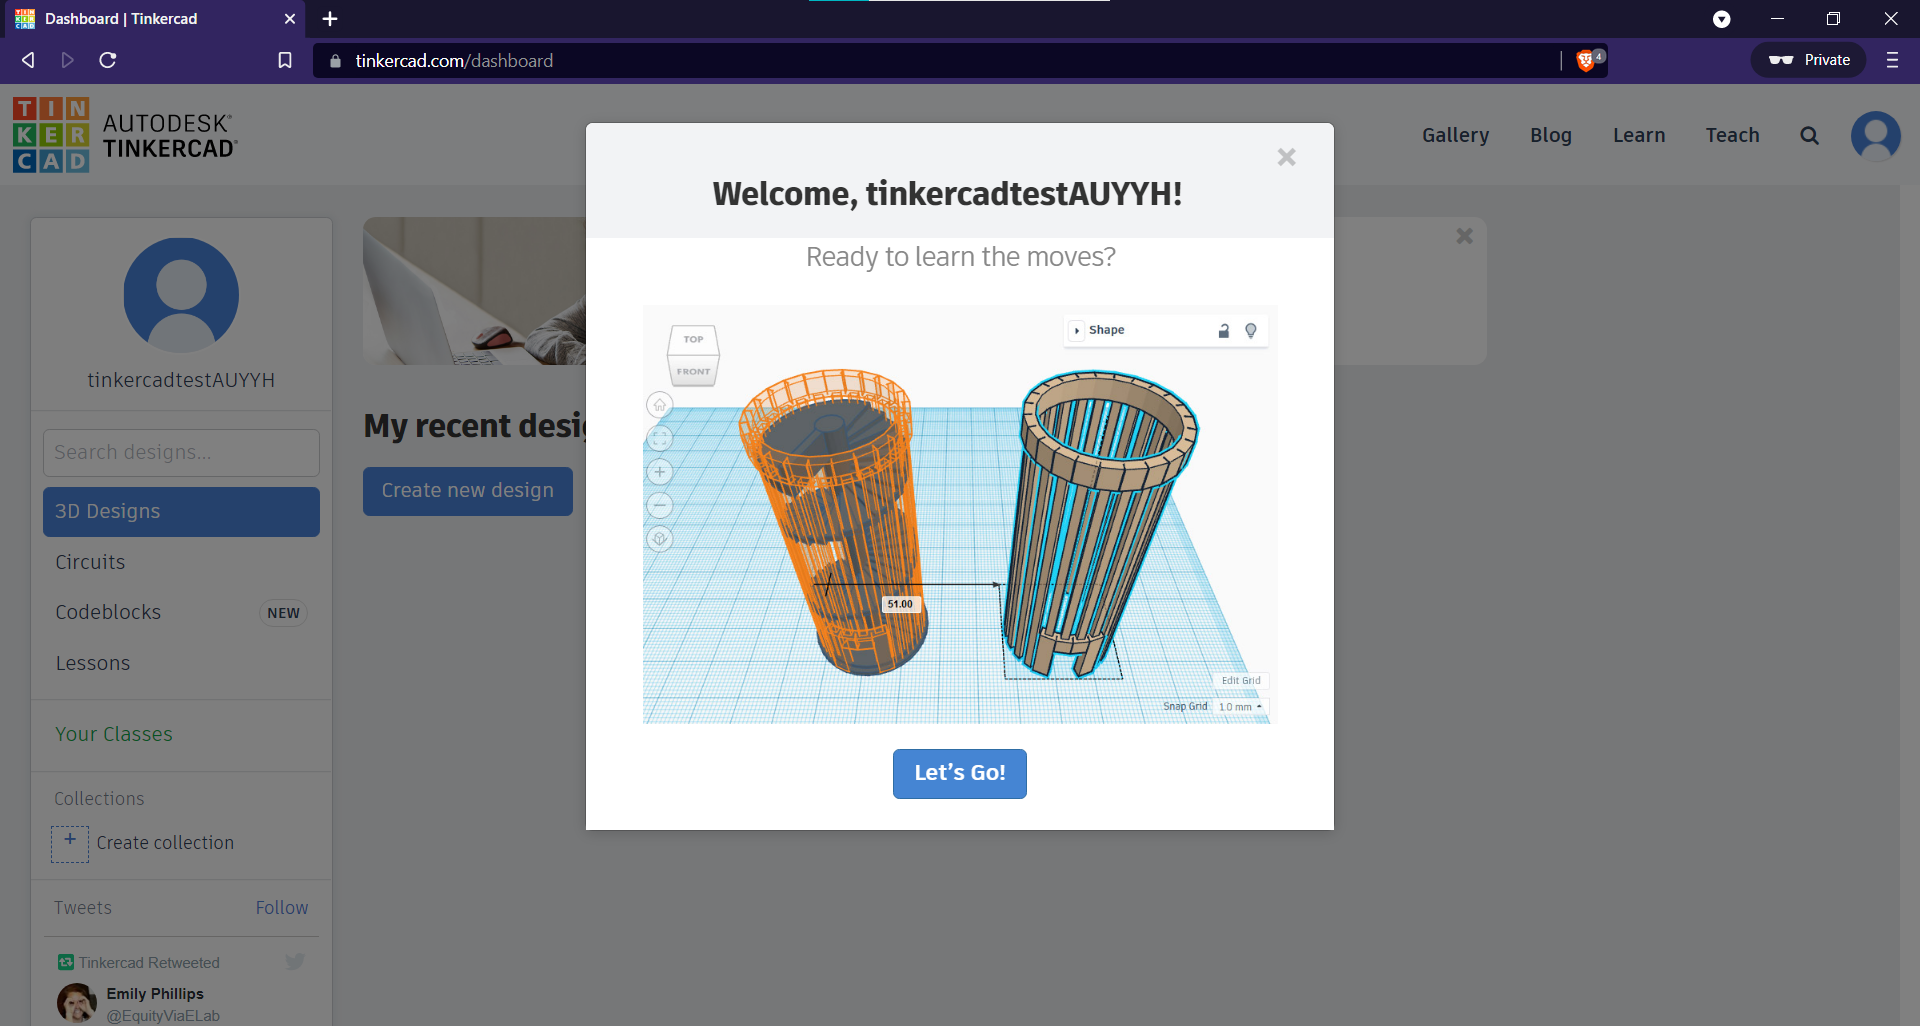 Dashboard | Tinkercad
tinkercad.com/dashboard
4
Private
TIN
KER
CAD
AUTODESK®
TINKERCAD®
Gallery
Blog
Learn
Teach
tinkercadtestAUYYH
Search designs...
3D Designs
Circuits
Codeblocks NEW
Lessons
Your Classes
Collections
+ Create collection
Tweets Follow
Tinkercad Retweeted
Emily Phillips
@EquityViaELab
My recent desi
Create new design
Welcome, tinkercadtestAUYYH!
Ready to learn the moves?
TOP
FRONT
Shape
51.00
Edit Grid
Snap Grid 1.0 mm
Let's Go!